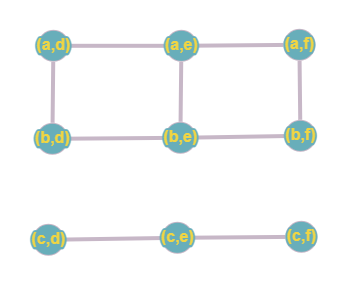 (a,d) (a,e) (a,f)
(b,d) (b,e) (b,f)
(c,d) (c,e) (c,f)